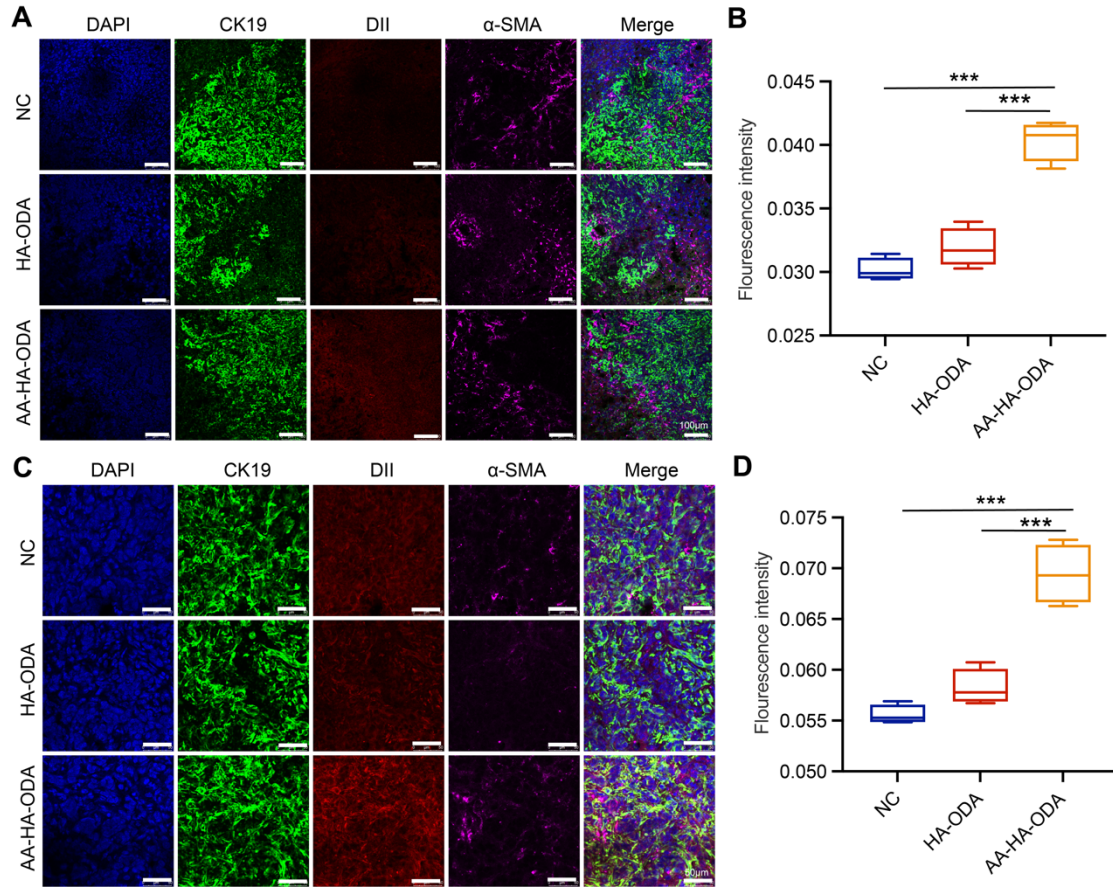 A
DAPI CK19 DII α-SMA Merge
NC
HA-ODA
AA-HA-ODA
100μm
B
Flourescence intensity
0.045
0.040
0.035
0.030
0.025
***
***
NC HA-ODA AA-HA-ODA
C
DAPI CK19 DII α-SMA Merge
NC
HA-ODA
AA-HA-ODA
50μm
D
Flourescence intensity
0.075
0.070
0.065
0.060
0.055
0.050
***
***
NC HA-ODA AA-HA-ODA